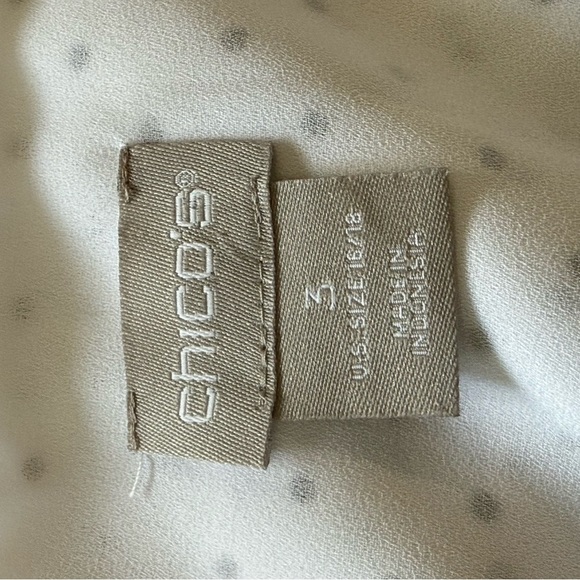 chico's®
3
U.S. SIZE 16/18
MADE IN
INDONESIA